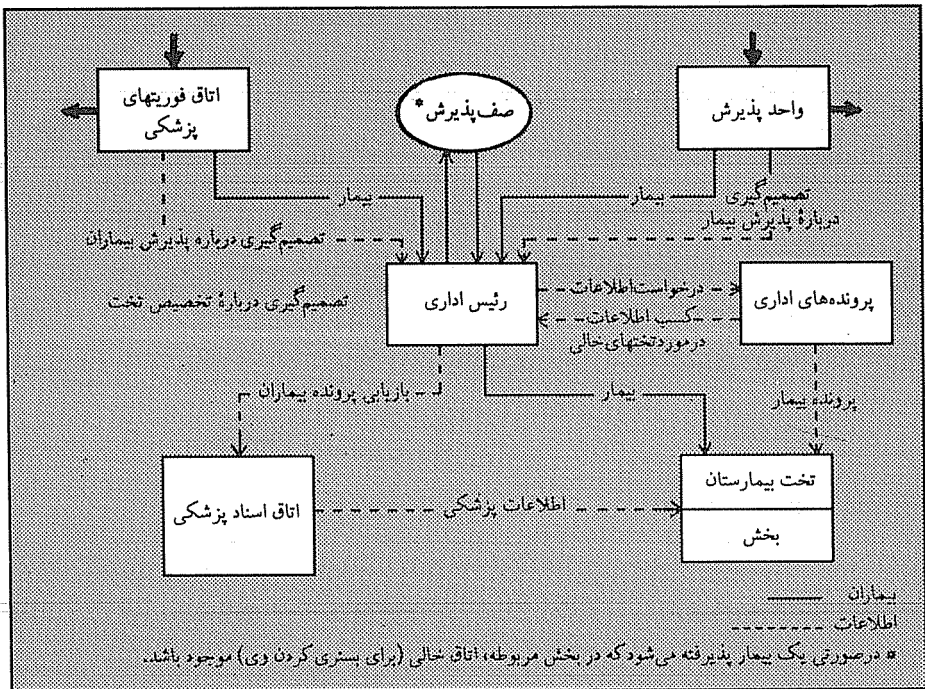 واحد پذیرش
صف پذیرش *
اتاق فوریتهای
پزشکی
تصمیم‌گیری
دربارهٔ پذیرش بیمار
بیمار
بیمار
تصمیم‌گیری درباره پذیرش بیماران
پرونده‌های اداری
درخواست اطلاعات
کسب اطلاعات
درمورد تختهای خالی
رئیس اداری
تصمیم‌گیری دربارهٔ تخصیص تخت
پرونده بیمار
بیمار
بازیابی پرونده بیماران
تخت بیمارستان
بخش
اطلاعات پزشکی
اتاق اسناد پزشکی
بیماران
اطلاعات
* درصورتی یک بیمار پذیرفته می‌شود که در بخش مربوطه، اتاق خالی (برای بستری کردن وی) موجود باشد.